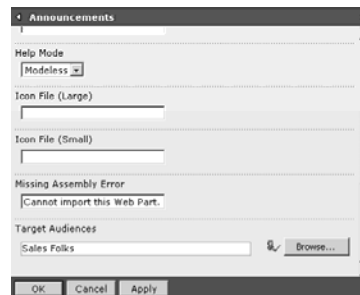 Announcements
Help Mode
Modeless
Icon File (Large)
Icon File (Small)
Missing Assembly Error
Cannot import this Web Part.
Target Audiences
Sales Folks
Browse...
OK Cancel Apply